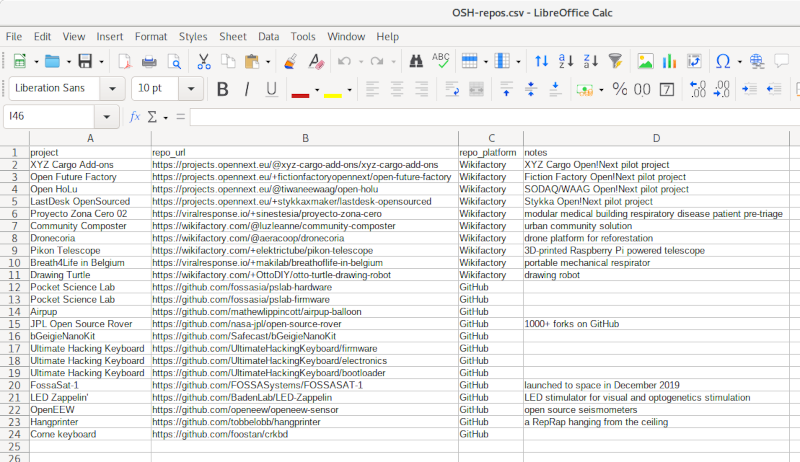 OSH-repos.csv - LibreOffice Calc
File Edit View Insert Format Styles Sheet Data Tools Window Help
ABC
Liberation Sans 10 pt B I U A % 00 7
I46 fx Σ =
A B C D
1 project repo_url repo_platform notes
2 XYZ Cargo Add-ons https://projects.opennext.eu/@xyz-cargo-add-ons/xyz-cargo-add-ons Wikifactory XYZ Cargo Open!Next pilot project
3 Open Future Factory https://projects.opennext.eu/+fictionfactoryopennext/open-future-factory Wikifactory Fiction Factory Open!Next pilot project
4 Open HoLu https://projects.opennext.eu/@tiwaneewaag/open-holu Wikifactory SODAQ/WAAG Open!Next pilot project
5 LastDesk OpenSourced https://projects.opennext.eu/+stykkaxmaker/lastdesk-opensourced Wikifactory Stykka Open!Next pilot project
6 Proyecto Zona Cero 02 https://viralresponse.io/+sinestesia/proyecto-zona-cero Wikifactory modular medical building respiratory disease patient pre-triage
7 Community Composter https://wikifactory.com/@luzleanne/community-composter Wikifactory urban community solution
8 Dronecoria https://wikifactory.com/@aeracoop/dronecoria Wikifactory drone platform for reforestation
9 Pikon Telescope https://wikifactory.com/+elektrictube/pikon-telescope Wikifactory 3D-printed Raspberry Pi powered telescope
10 Breath4Life in Belgium https://viralresponse.io/+makilab/breathoflife-in-belgium Wikifactory portable mechanical respirator
11 Drawing Turtle https://wikifactory.com/+OttoDIY/otto-turtle-drawing-robot Wikifactory drawing robot
12 Pocket Science Lab https://github.com/fossasia/pslab-hardware GitHub
13 Pocket Science Lab https://github.com/fossasia/pslab-firmware GitHub
14 Airpup https://github.com/mathewlippincott/airpup-balloon GitHub
15 JPL Open Source Rover https://github.com/nasa-jpl/open-source-rover GitHub 1000+ forks on GitHub
16 bGeigieNanoKit https://github.com/Safecast/bGeigieNanoKit GitHub
17 Ultimate Hacking Keyboard https://github.com/UltimateHackingKeyboard/firmware GitHub
18 Ultimate Hacking Keyboard https://github.com/UltimateHackingKeyboard/electronics GitHub
19 Ultimate Hacking Keyboard https://github.com/UltimateHackingKeyboard/bootloader GitHub
20 FossaSat-1 https://github.com/FOSSASystems/FOSSASAT-1 GitHub launched to space in December 2019
21 LED Zappelin' https://github.com/BadenLab/LED-Zappelin GitHub LED stimulator for visual and optogenetics stimulation
22 OpenEEW https://github.com/openeew/openeew-sensor GitHub open source seismometers
23 Hangprinter https://github.com/tobbelobb/hangprinter GitHub a RepRap hanging from the ceiling
24 Corne keyboard https://github.com/foostan/crkbd GitHub
25
26